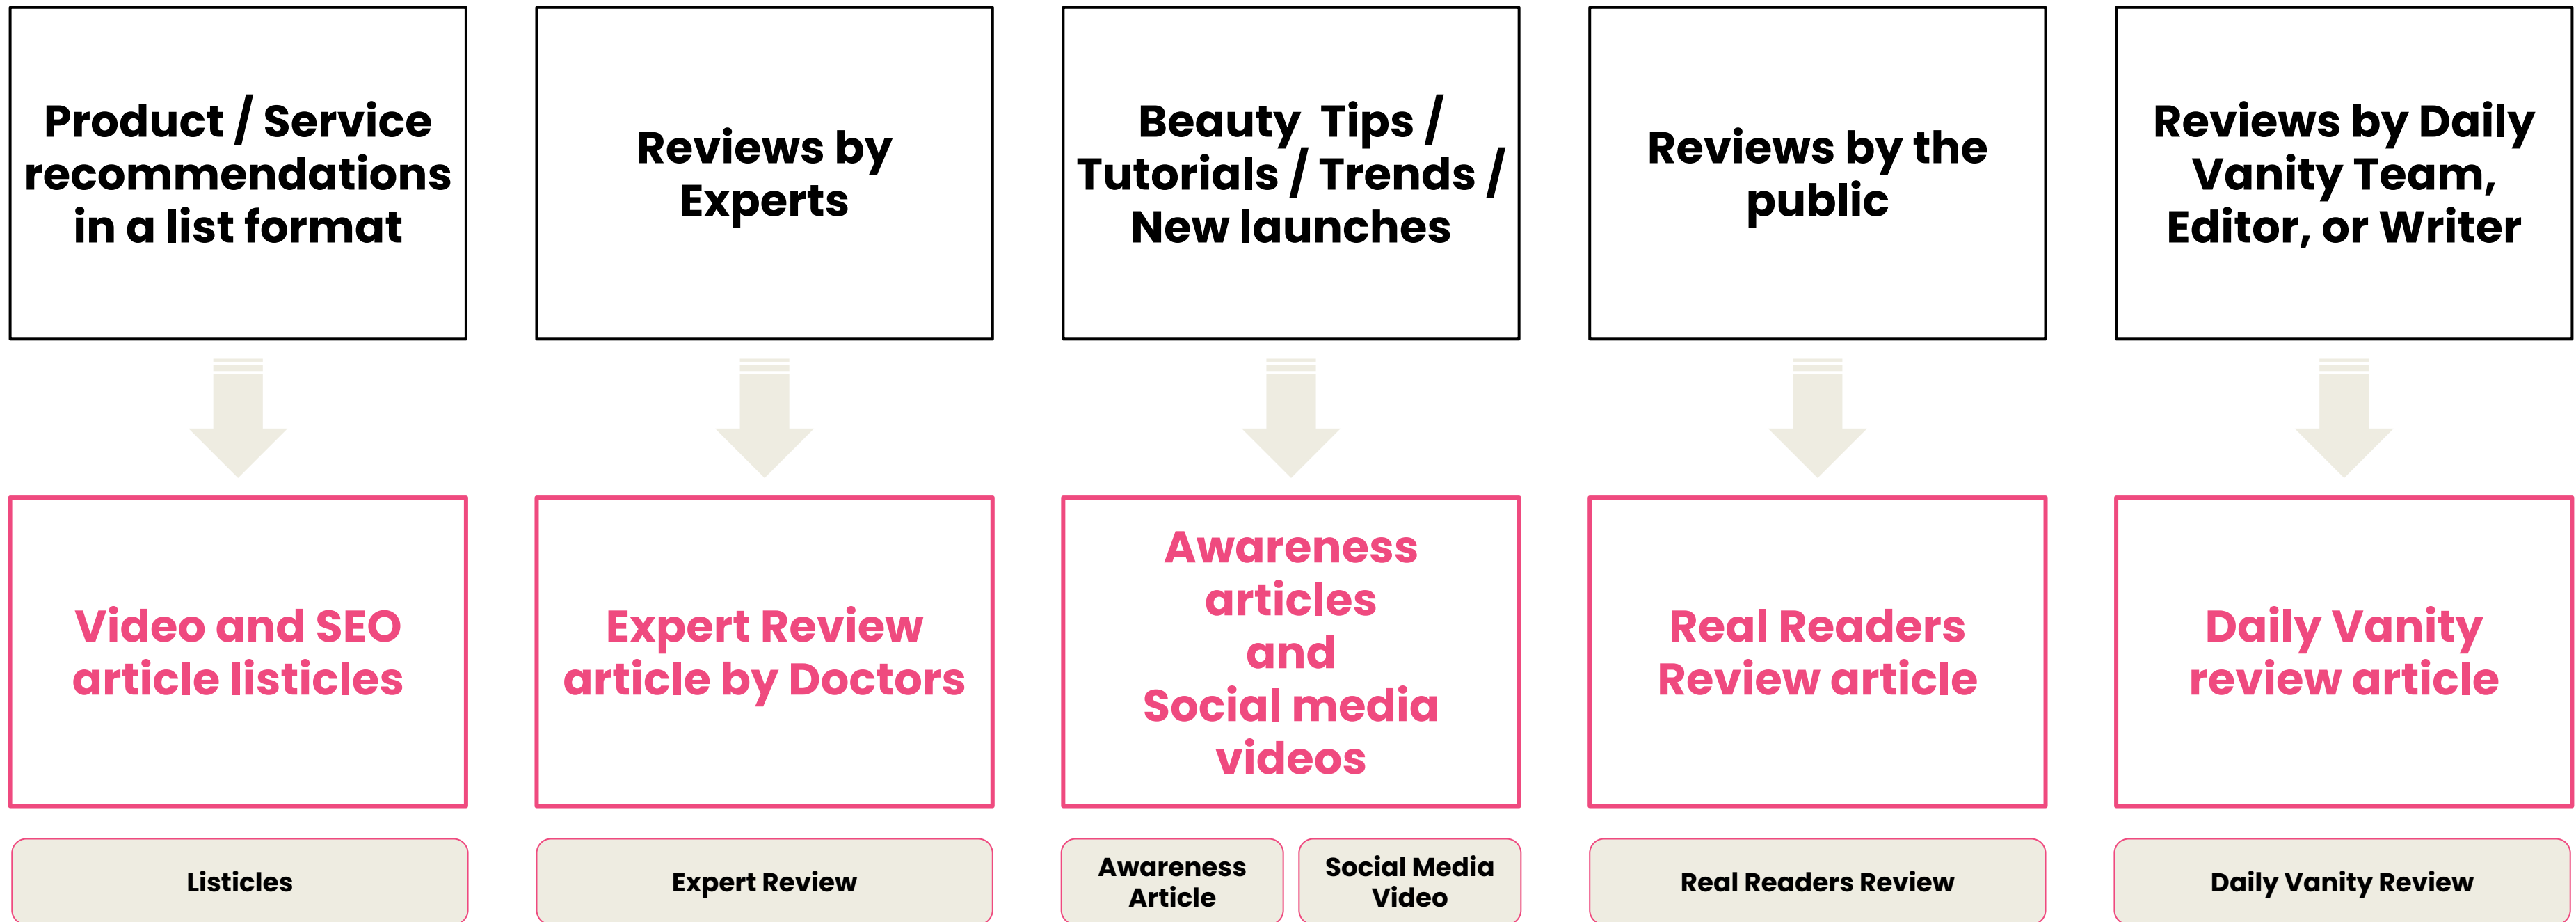 Product / Service
recommendations
in a list format
Reviews by
Experts
Beauty Tips /
Tutorials / Trends /
New launches
Reviews by the
public
Reviews by Daily
Vanity Team,
Editor, or Writer
Video and SEO
article listicles
Expert Review
article by Doctors
Awareness
articles
and
Social media
videos
Real Readers
Review article
Daily Vanity
review article
Listicles
Expert Review
Awareness
Article
Social Media
Video
Real Readers Review
Daily Vanity Review